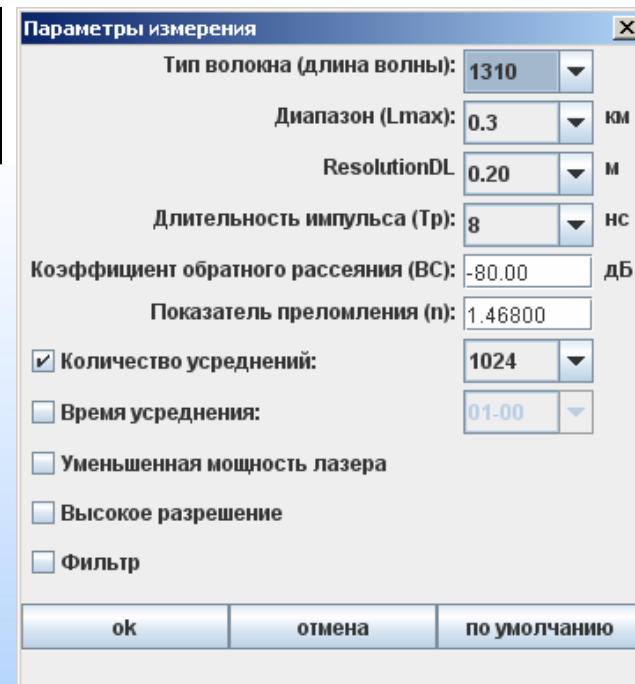 Параметры измерения
Тип волокна (длина волны): 1310
Диапазон (Lmax): 0.3 км
ResolutionDL 0.20 м
Длительность импульса (Тр): 8 нс
Коэффициент обратного рассеяния (BC): -80.00 дБ
Показатель преломления (n): 1.46800
Количество усреднений: 1024
Время усреднения: 01-00
Уменьшенная мощность лазера
Высокое разрешение
Фильтр
ok отмена по умолчанию